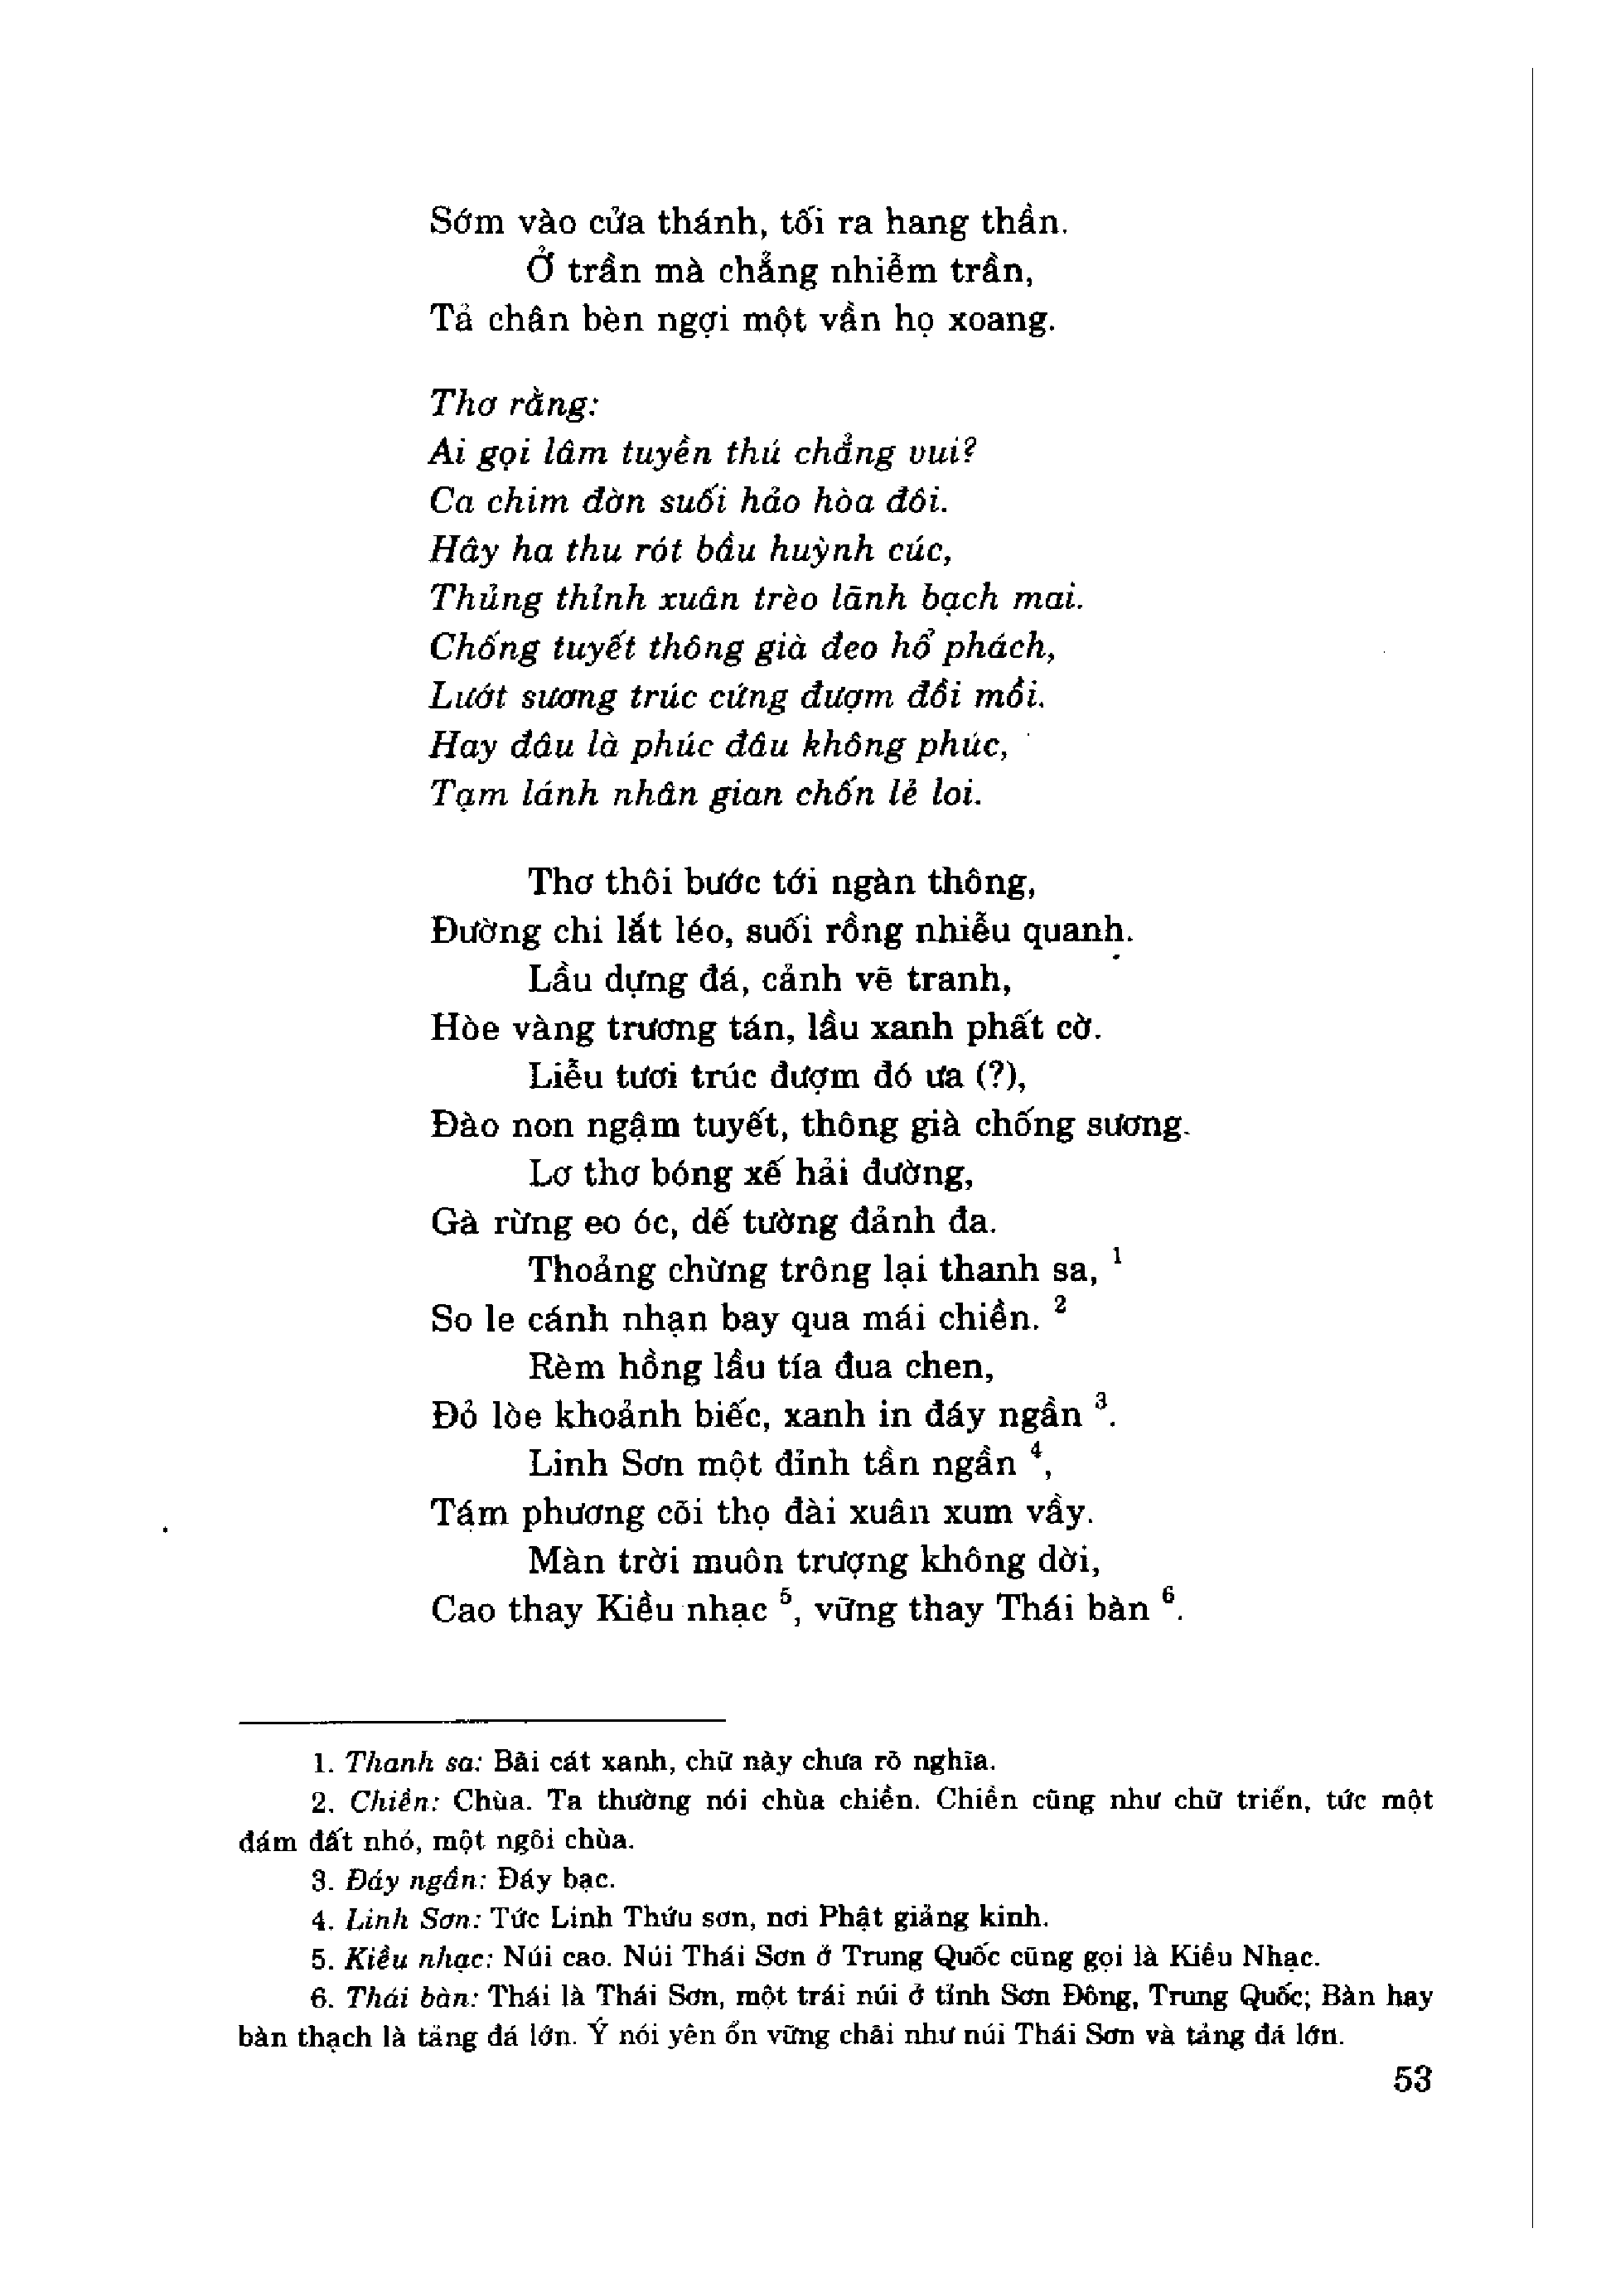 Sớm vào cửa thánh, tối ra hang thần.
Ở trần mà chẳng nhiễm trần,
Tả chân bèn ngợi một vần họ xoang.
Thơ rằng:
Ai gọi lâm tuyền thú chẳng vui?
Ca chim đờn suối hảo hòa đôi.
Hây ha thu rót bầu huỳnh cúc,
Thủng thỉnh xuân trèo lãnh bạch mai.
Chống tuyết thông già đeo hổ phách,
Lướt sương trúc cứng đượm đồi mồi.
Hay đâu là phúc đâu không phúc,
Tạm lánh nhân gian chốn lẻ loi.
Thơ thôi bước tới ngàn thông,
Đường chi lắt léo, suối rồng nhiễu quanh.
Lầu dựng đá, cảnh vẽ tranh,
Hòe vàng trương tán, lầu xanh phất cờ.
Liễu tươi trúc đượm đó ưa (?),
Đào non ngậm tuyết, thông già chống sương.
Lơ thơ bóng xế hải đường,
Gà rừng eo óc, dế tường đảnh đa.
Thoảng chừng trông lại thanh sa, 1
So le cánh nhạn bay qua mái chiền. 2
Rèm hồng lầu tía đua chen,
Đỏ lòe khoảnh biếc, xanh in đáy ngần 3.
Linh Sơn một đỉnh tần ngần 4,
Tám phương cõi thọ đài xuân xum vầy.
Màn trời muôn trượng không dời,
Cao thay Kiều nhạc 5, vững thay Thái bàn 6.
1. Thanh sa: Bãi cát xanh, chữ này chưa rõ nghĩa.
2. Chiền: Chùa. Ta thường nói chùa chiền. Chiền cũng như chữ triển, tức một
đám đất nhỏ, một ngôi chùa.
3. Đáy ngần: Đáy bạc.
4. Linh Sơn: Tức Linh Thứu sơn, nơi Phật giảng kinh.
5. Kiều nhạc: Núi cao. Núi Thái Sơn ở Trung Quốc cũng gọi là Kiều Nhạc.
6. Thái bàn: Thái là Thái Sơn, một trái núi ở tỉnh Sơn Đông, Trung Quốc; Bàn hay
bàn thạch là tảng đá lớn. Ý nói yên ổn vững chãi như núi Thái Sơn và tảng đá lớn.
53